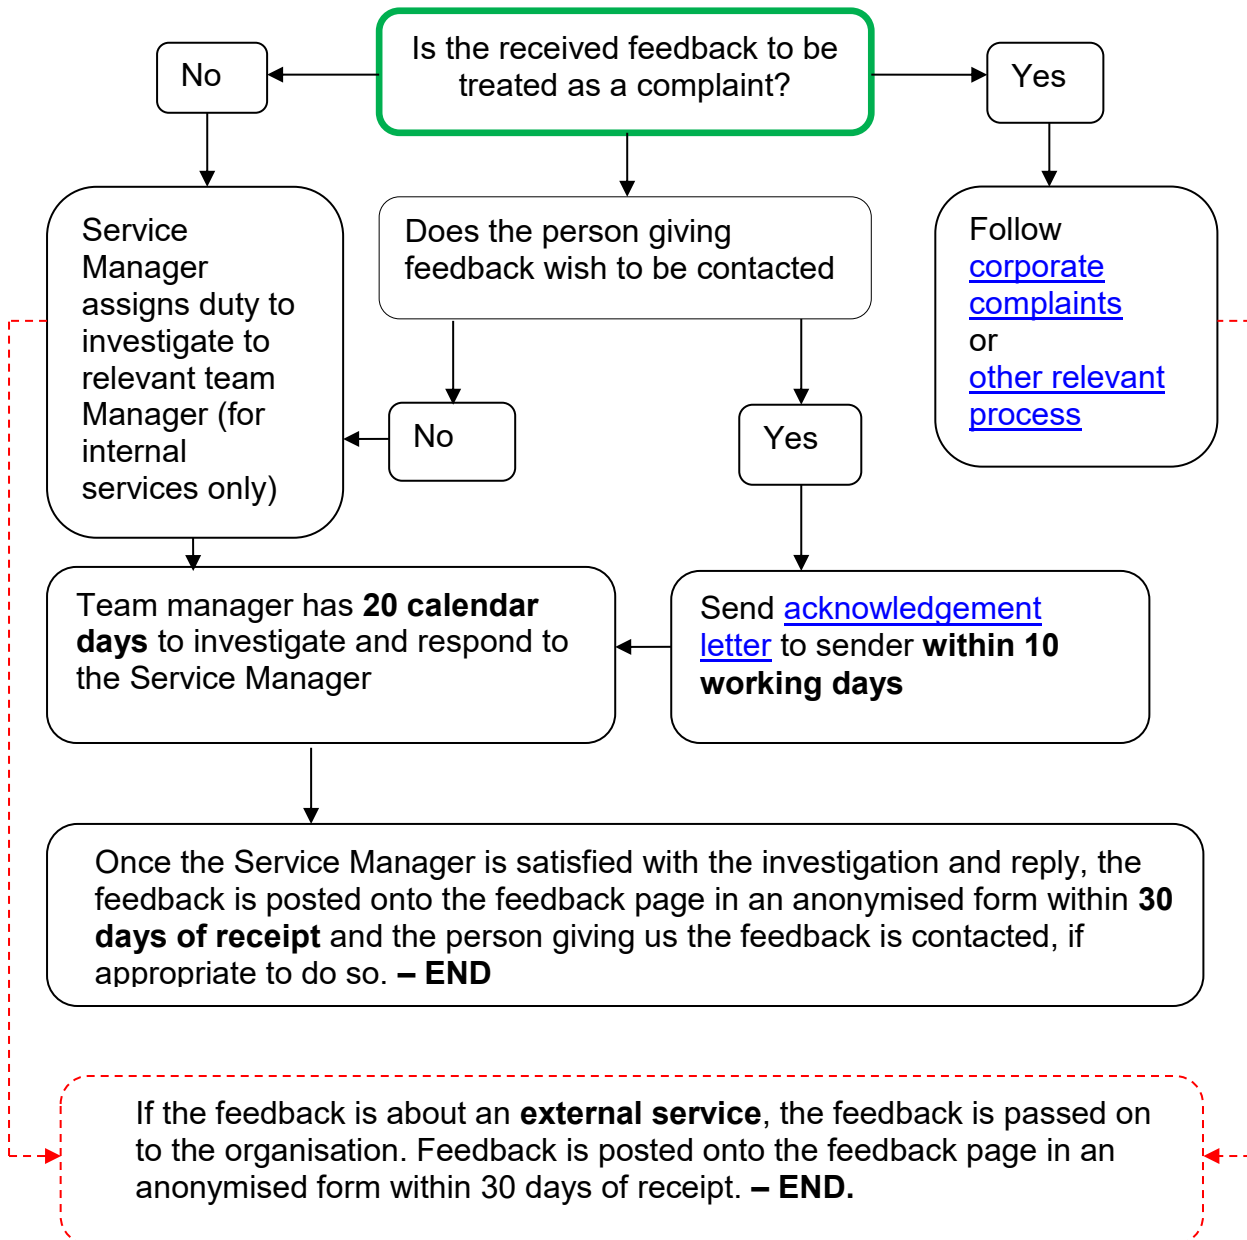 Is the received feedback to be
treated as a complaint?
No
Yes
Service
Manager
assigns duty to
investigate to
relevant team
Manager (for
internal
services only)
Does the person giving
feedback wish to be contacted
Follow
corporate
complaints
or
other relevant
process
No
Yes
Team manager has 20 calendar
days to investigate and respond to
the Service Manager
Send acknowledgement
letter to sender within 10
working days
Once the Service Manager is satisfied with the investigation and reply, the
feedback is posted onto the feedback page in an anonymised form within 30
days of receipt and the person giving us the feedback is contacted, if
appropriate to do so. – END
If the feedback is about an external service, the feedback is passed on
to the organisation. Feedback is posted onto the feedback page in an
anonymised form within 30 days of receipt. – END.